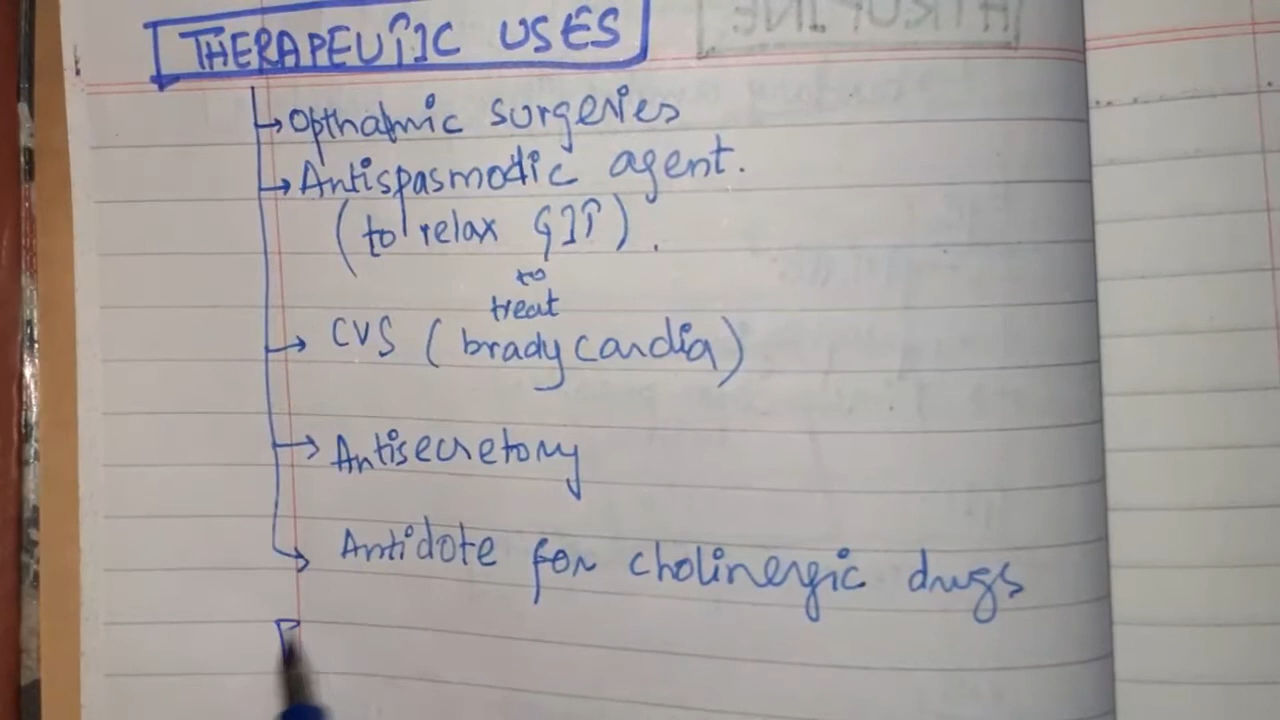 THERAPEUTIC USES
→ Opthalmic surgeries
→ Antispasmodic agent.
(to relax GIT).
to
treat
→ CVS (bradycardia)
→ Antisecretory
→ Antidote for cholinergic drugs